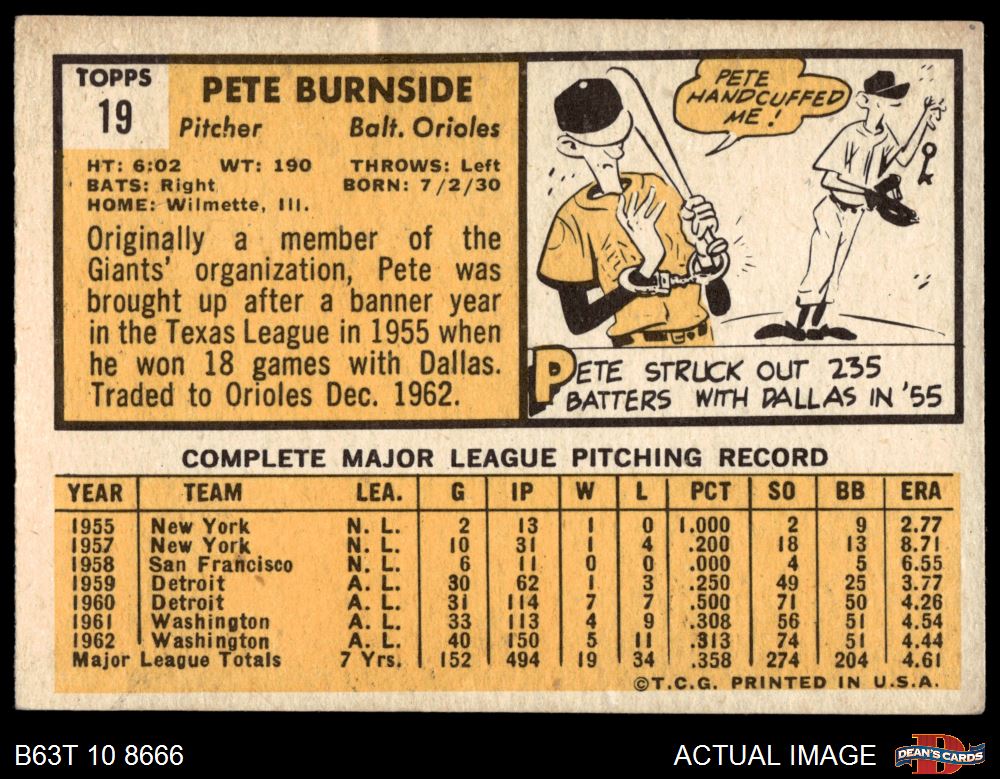 TOPPS
19
PETE BURNSIDE
Pitcher Balt. Orioles
HT: 6:02 WT: 190 THROWS: Left
BATS: Right BORN: 7/2/30
HOME: Wilmette, Ill.
Originally a member of the
Giants' organization, Pete was
brought up after a banner year
in the Texas League in 1955 when
he won 18 games with Dallas.
Traded to Orioles Dec. 1962.
PETE
HANDCUFFED
ME!
PETE STRUCK OUT 235
BATTERS WITH DALLAS IN '55
COMPLETE MAJOR LEAGUE PITCHING RECORD
YEAR TEAM LEA. G IP W L PCT SO BB ERA
1955 New York N. L. 2 13 1 0 1.000 2 9 2.77
1957 New York N. L. 10 31 1 4 .200 18 13 8.71
1958 San Francisco N. L. 6 11 0 0 .000 4 5 6.55
1959 Detroit A. L. 30 62 1 3 .250 49 25 3.77
1960 Detroit A. L. 31 114 7 7 .500 71 50 4.26
1961 Washington A. L. 33 113 4 9 .308 56 51 4.54
1962 Washington A. L. 40 150 5 11 .313 74 51 4.44
Major League Totals 7 Yrs. 152 494 19 34 .358 274 204 4.61
©T.C.G. PRINTED IN U.S.A.
B63T 10 8666
ACTUAL IMAGE
D
DEAN'S CARDS